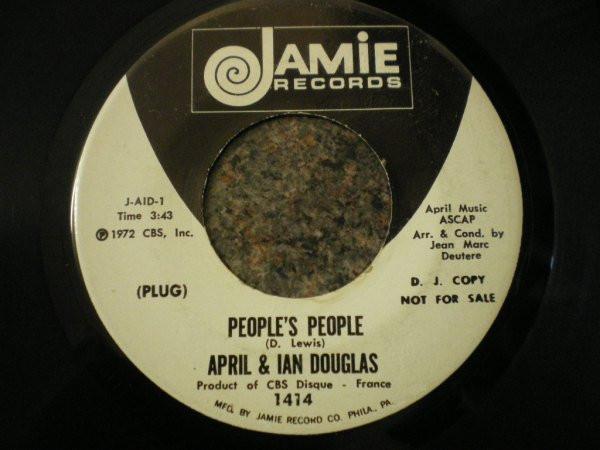 JAMIE
RECORDS
J-AID-1
Time 3:43
℗ 1972 CBS, Inc.
(PLUG)
April Music
ASCAP
Arr. & Cond. by
Jean Marc
Deutere
D. J. COPY
NOT FOR SALE
PEOPLE'S PEOPLE
(D. Lewis)
APRIL & IAN DOUGLAS
Product of CBS Disque - France
1414
MFG. BY JAMIE RECORD CO. PHILA., PA.